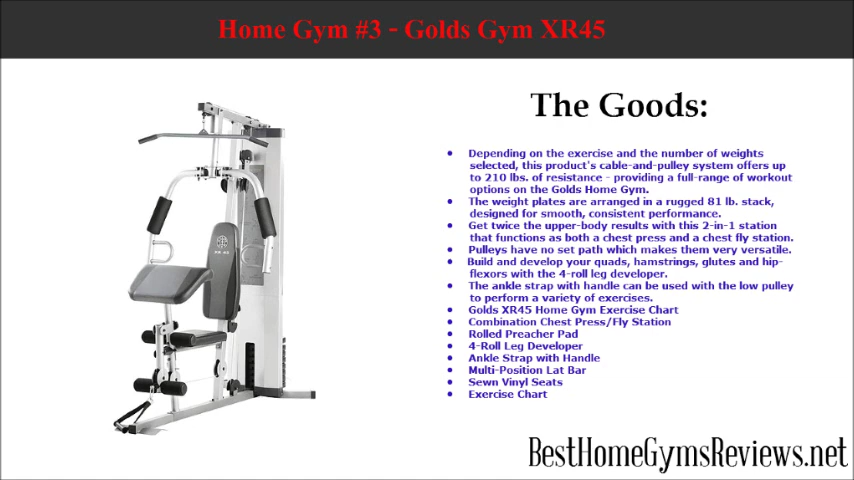 Home Gym #3 - Golds Gym XR45
The Goods:
• Depending on the exercise and the number of weights
selected, this product's cable-and-pulley system offers up
to 210 lbs. of resistance - providing a full-range of workout
options on the Golds Home Gym.
• The weight plates are arranged in a rugged 81 lb. stack,
designed for smooth, consistent performance.
• Get twice the upper-body results with this 2-in-1 station
that functions as both a chest press and a chest fly station.
• Pulleys have no set path which makes them very versatile.
• Build and develop your quads, hamstrings, glutes and hip-
flexors with the 4-roll leg developer.
• The ankle strap with handle can be used with the low pulley
to perform a variety of exercises.
• Golds XR45 Home Gym Exercise Chart
• Combination Chest Press/Fly Station
• Rolled Preacher Pad
• 4-Roll Leg Developer
• Ankle Strap with Handle
• Multi-Position Lat Bar
• Sewn Vinyl Seats
• Exercise Chart
BestHomeGymsReviews.net